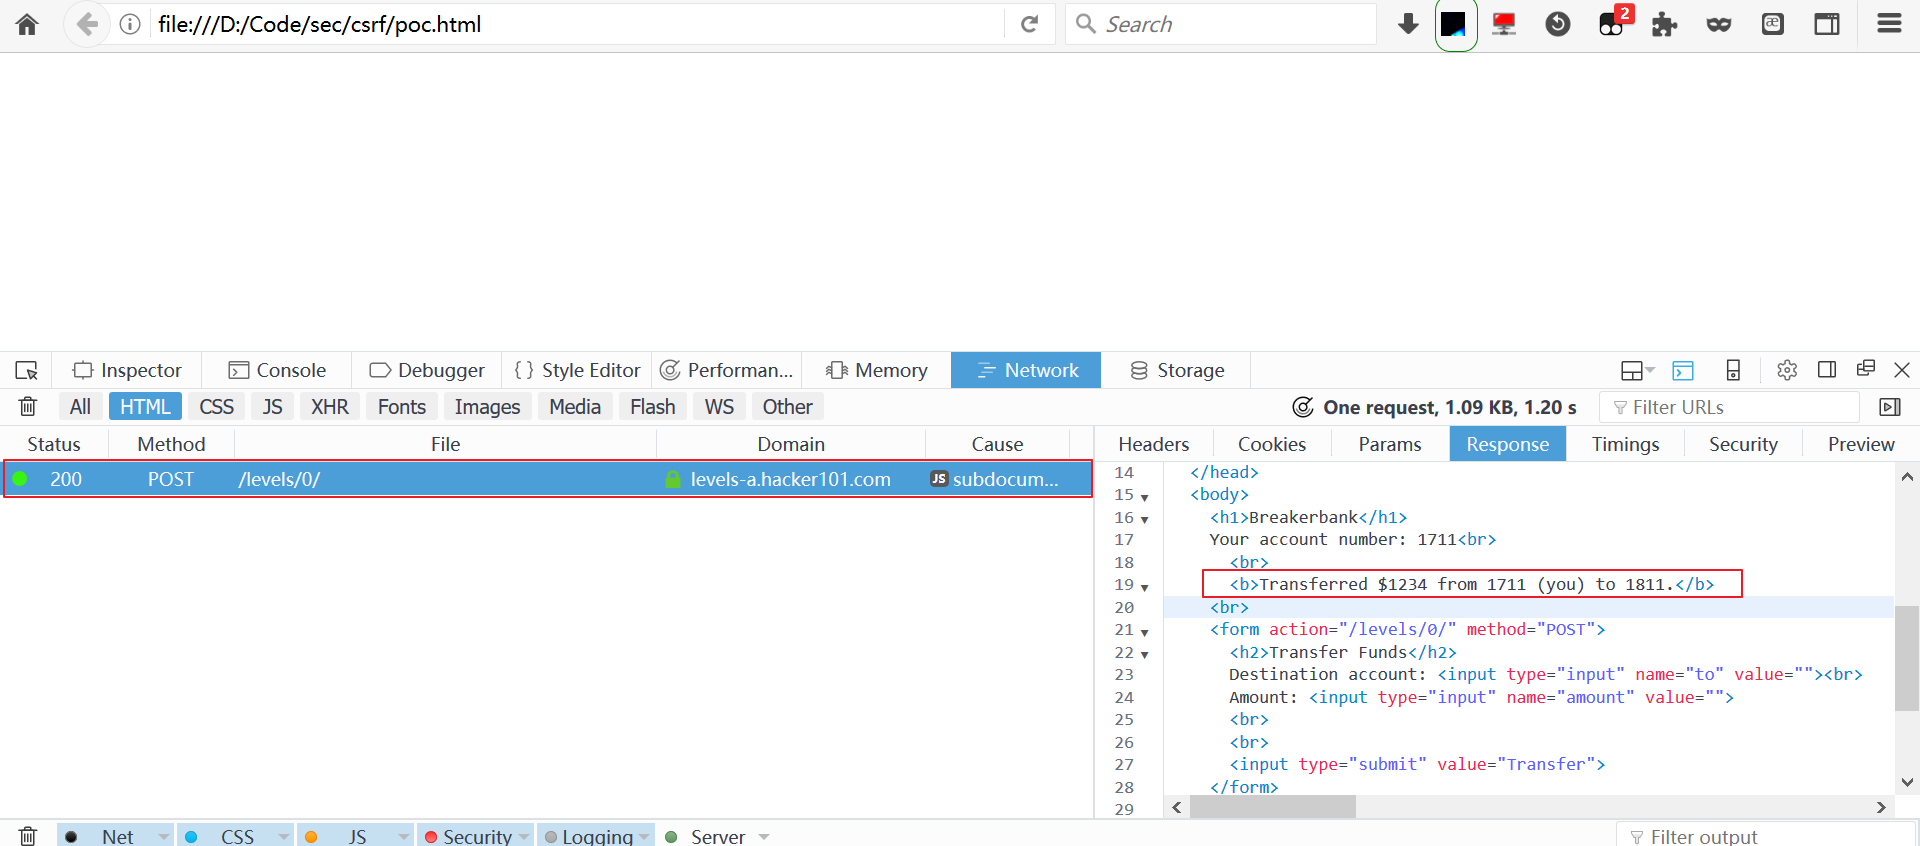 file:///D:/Code/sec/csrf/poc.html
Search
2
æ
Inspector Console Debugger { } Style Editor Performan... Memory Network Storage
All HTML CSS JS XHR Fonts Images Media Flash WS Other
One request, 1.09 KB, 1.20 s
Filter URLs
Status Method File Domain Cause
200 POST /levels/0/ levels-a.hacker101.com JS subdocum...
Headers Cookies Params Response Timings Security Preview
14 </head>
15 <body>
16 <h1>Breakerbank</h1>
17 Your account number: 1711<br>
18 <br>
19 <b>Transferred $1234 from 1711 (you) to 1811.</b>
20 <br>
21 <form action="/levels/0/" method="POST">
22 <h2>Transfer Funds</h2>
23 Destination account: <input type="input" name="to" value=""><br>
24 Amount: <input type="input" name="amount" value="">
25 <br>
26 <br>
27 <input type="submit" value="Transfer">
28 </form>
29
Net CSS JS Security Logging Server
Filter output